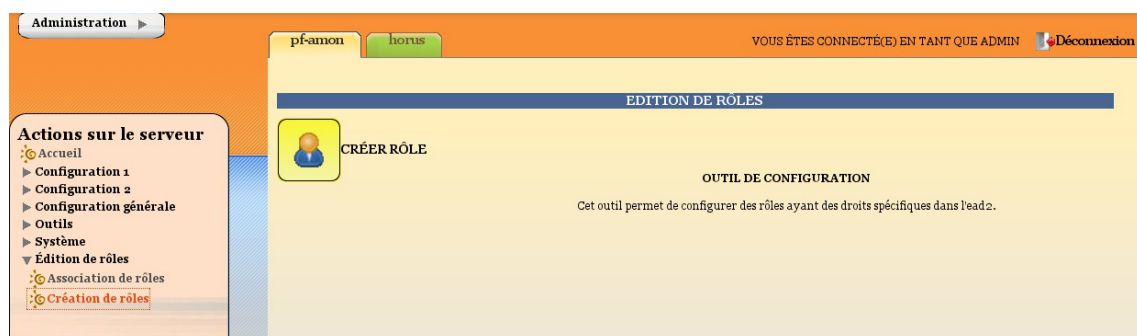 Administration
pf-amon horus VOUS ÊTES CONNECTÉ(E) EN TANT QUE ADMIN Déconnexion
EDITION DE RÔLES
Actions sur le serveur
Accueil
Configuration 1
Configuration 2
Configuration générale
Outils
Système
Édition de rôles
Association de rôles
Création de rôles
CRÉER RÔLE
OUTIL DE CONFIGURATION
Cet outil permet de configurer des rôles ayant des droits spécifiques dans l'ead2.